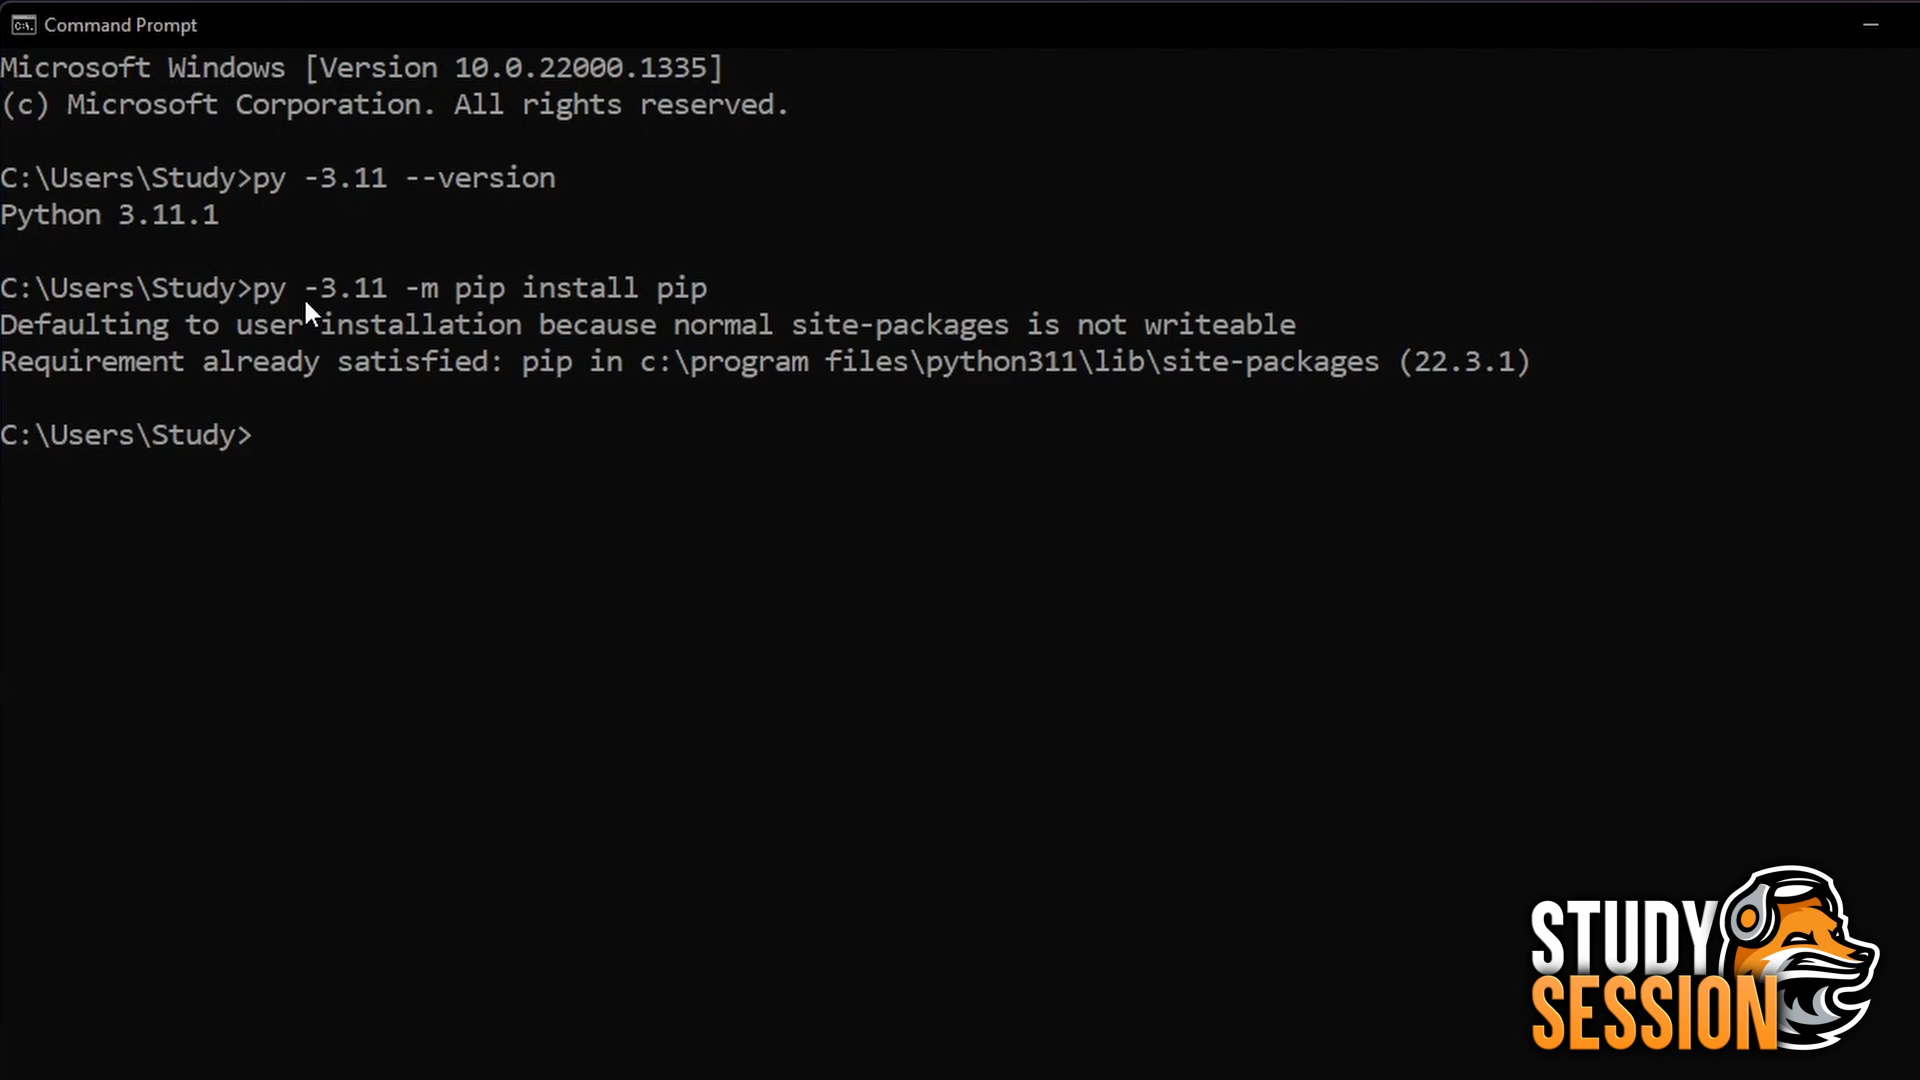 Command Prompt
Microsoft Windows [Version 10.0.22000.1335]
(c) Microsoft Corporation. All rights reserved.
C:\Users\Study>py -3.11 --version
Python 3.11.1
C:\Users\Study>py -3.11 -m pip install pip
Defaulting to user installation because normal site-packages is not writeable
Requirement already satisfied: pip in c:\program files\python311\lib\site-packages (22.3.1)
C:\Users\Study>
STUDY
SESSION